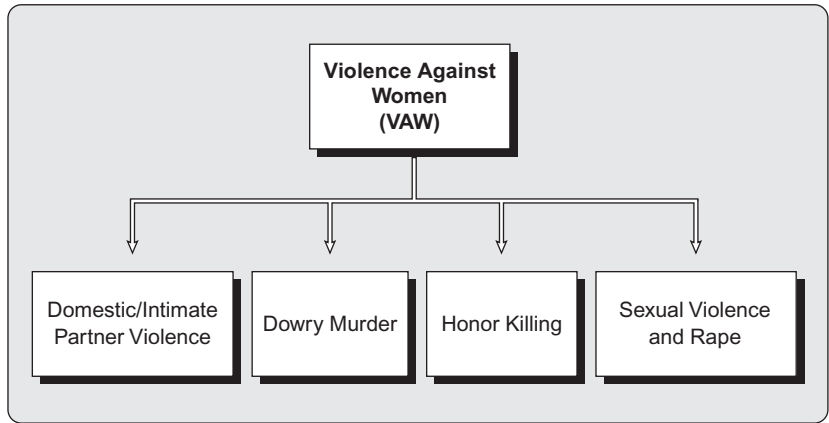 Violence Against
Women
(VAW)
Domestic/Intimate
Partner Violence
Dowry Murder
Honor Killing
Sexual Violence
and Rape